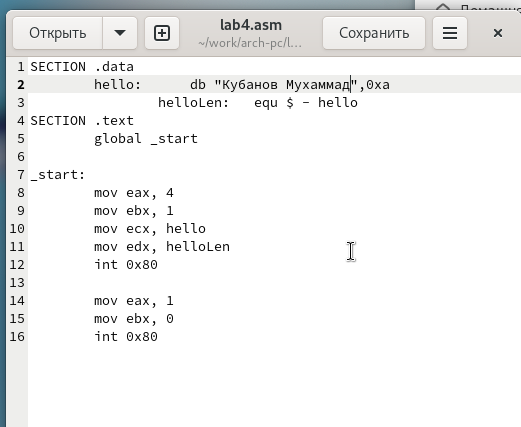 Домашня
Открыть
lab4.asm
~/work/arch-pc/l...
Сохранить
1 SECTION .data
2 hello: db "Кубанов Мухаммад",0xa
3 helloLen: equ $ - hello
4 SECTION .text
5 global _start
6
7 _start:
8 mov eax, 4
9 mov ebx, 1
10 mov ecx, hello
11 mov edx, helloLen
12 int 0x80
13
14 mov eax, 1
15 mov ebx, 0
16 int 0x80